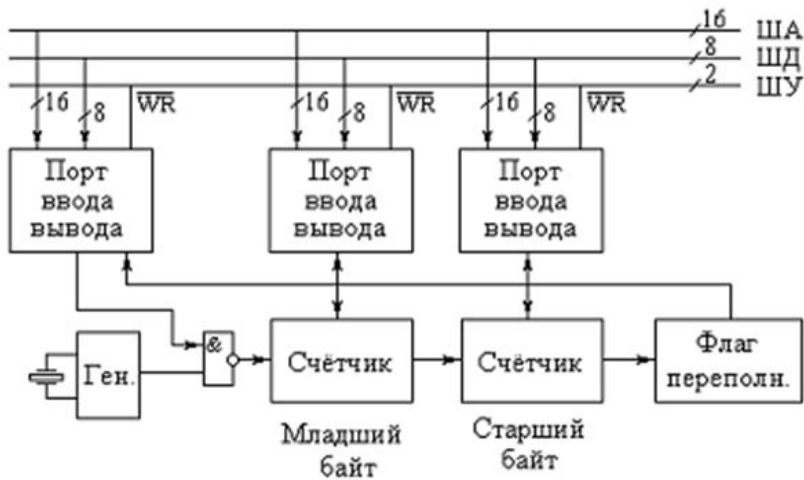 16 ША
8 ШД
2 ШУ
16 8 WR
16 8 WR
16 8 WR
Порт
ввода
вывода
Порт
ввода
вывода
Порт
ввода
вывода
Ген.
&
Счётчик
Счётчик
Флаг
переполн.
Младший
байт
Старший
байт